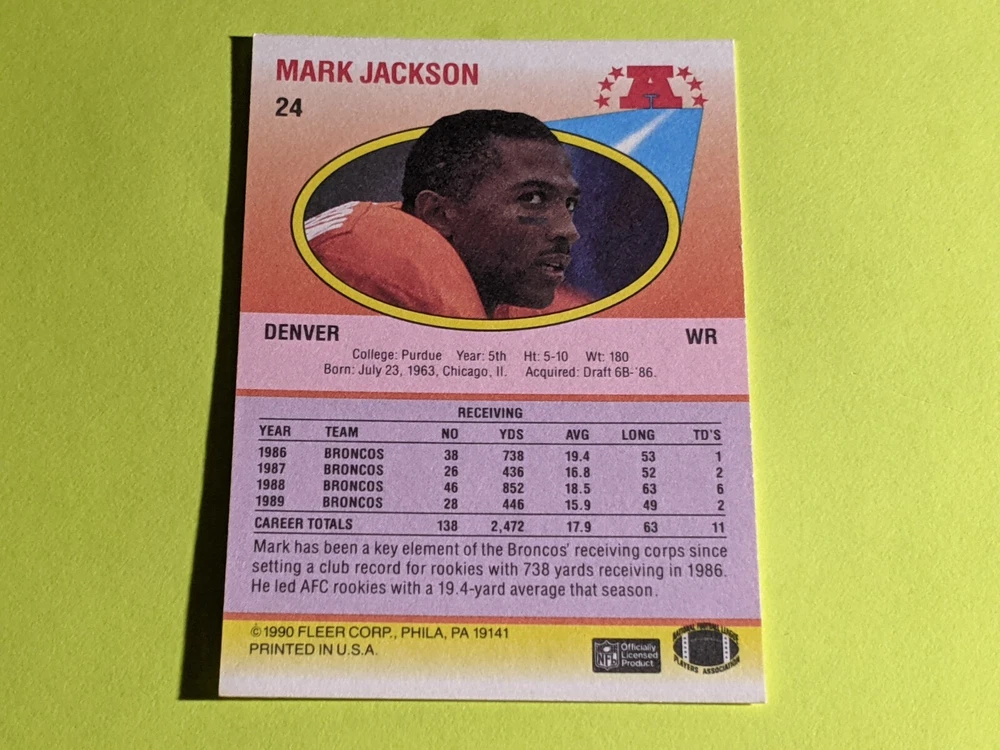 MARK JACKSON
24
A
DENVER
WR
College: Purdue Year: 5th Ht: 5-10 Wt: 180
Born: July 23, 1963, Chicago, Il. Acquired: Draft 6B-'86.
RECEIVING
YEAR TEAM NO YDS AVG LONG TD'S
1986 BRONCOS 38 738 19.4 53 1
1987 BRONCOS 26 436 16.8 52 2
1988 BRONCOS 46 852 18.5 63 6
1989 BRONCOS 28 446 15.9 49 2
CAREER TOTALS 138 2,472 17.9 63 11
Mark has been a key element of the Broncos' receiving corps since
setting a club record for rookies with 738 yards receiving in 1986.
He led AFC rookies with a 19.4-yard average that season.
©1990 FLEER CORP., PHILA, PA 19141
PRINTED IN U.S.A.
NFL
Officially
Licensed
Product
NATIONAL FOOTBALL LEAGUE
PLAYERS ASSOCIATION